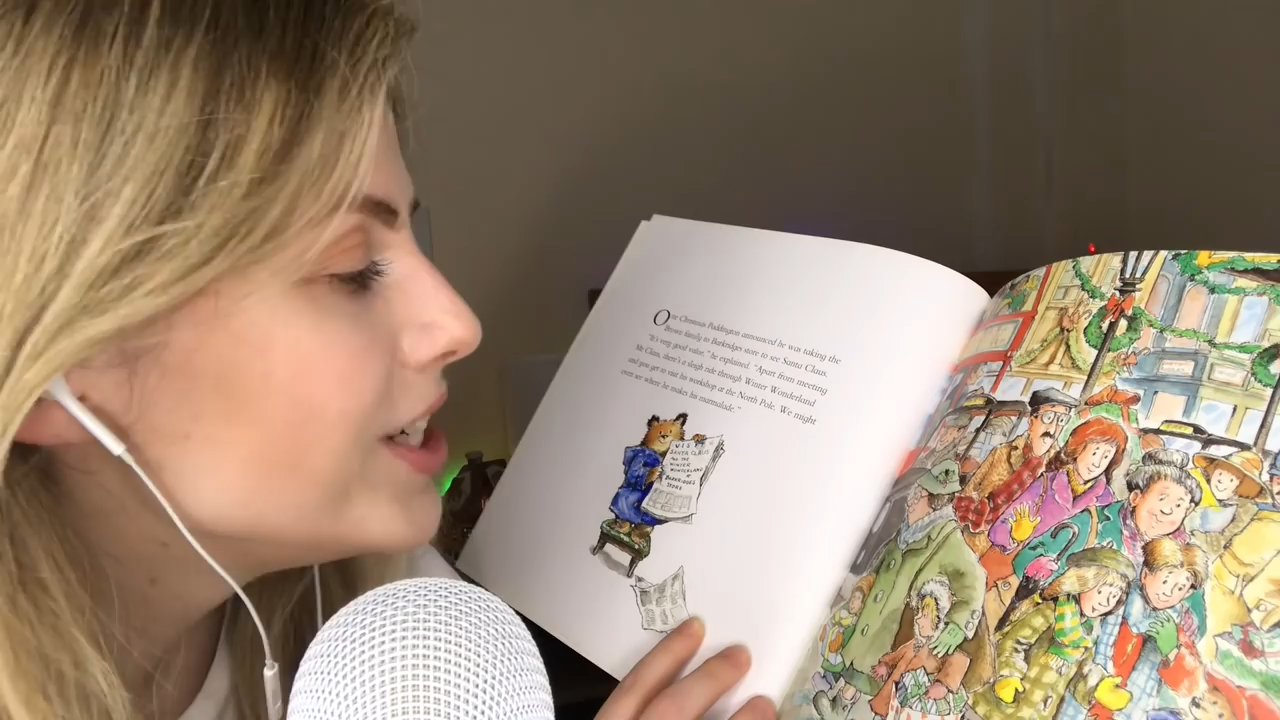 One Christmas Paddington announced he was taking the
Brown family to Barkridges store to see Santa Claus.
"It's very good value," he explained. "Apart from meeting
Mr Claus, there's a sleigh ride through Winter Wonderland
and you get to visit his workshop at the North Pole. We might
even see where he makes his marmalade."
VISIT
SANTA CLAUS
AND THE
WINTER
WONDERLAND
AT
BARKRIDGES
STORE